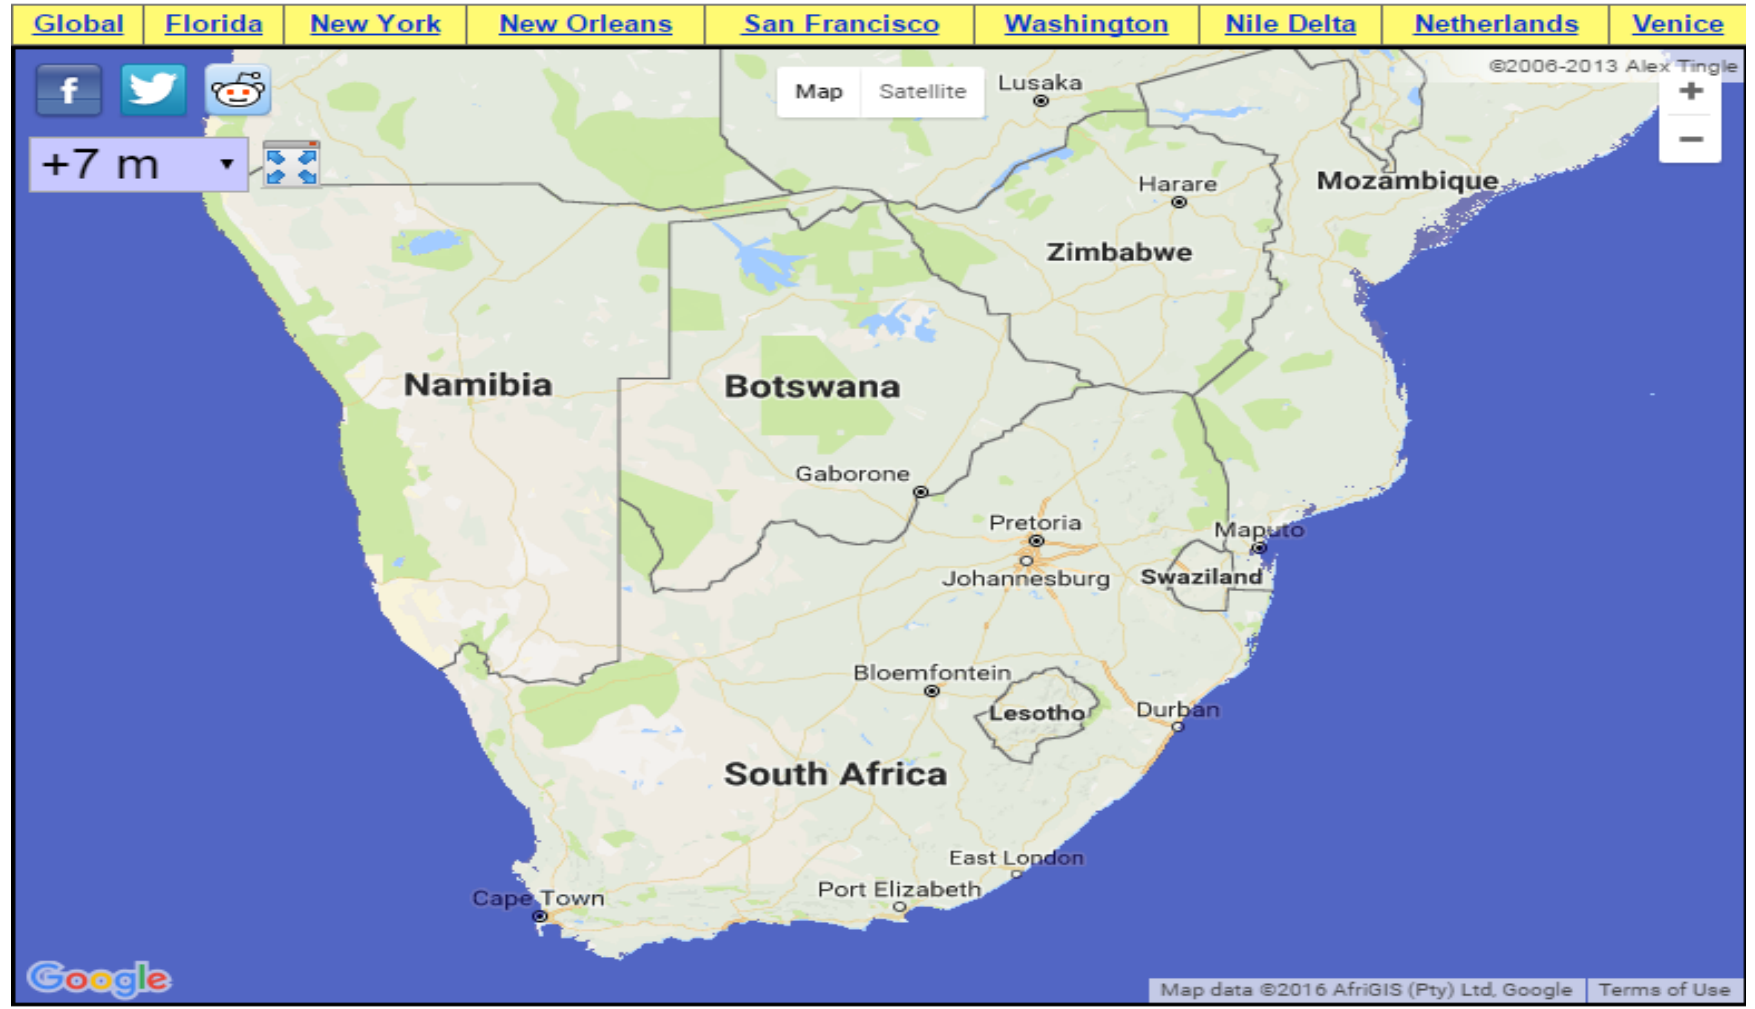 Global Florida New York New Orleans San Francisco Washington Nile Delta Netherlands Venice
©2006-2013 Alex Tingle
f
Map Satellite
Lusaka
+
+7 m
−
Harare
Mozambique
Zimbabwe
Namibia
Botswana
Gaborone
Pretoria
Maputo
Johannesburg
Swaziland
Bloemfontein
Lesotho
Durban
South Africa
East London
Port Elizabeth
Cape Town
Google
Map data ©2016 AfriGIS (Pty) Ltd, Google Terms of Use